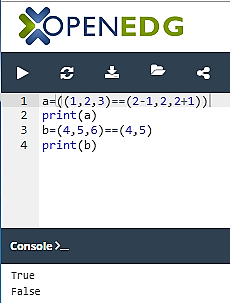 OPENEDG
1 a=((1,2,3)==(2-1,2,2+1))
2 print(a)
3 b=(4,5,6)==(4,5)
4 print(b)
Console >_
True
False